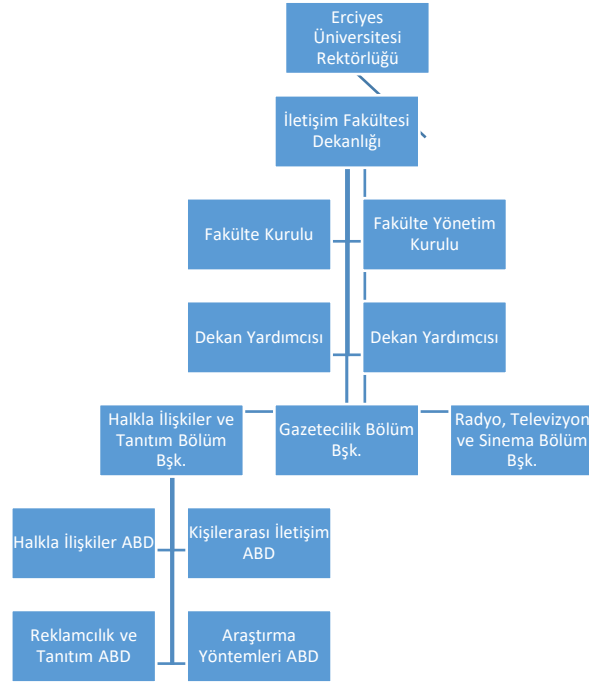 Erciyes
Üniversitesi
Rektörlüğü
İletişim Fakültesi
Dekanlığı
Fakülte Kurulu
Fakülte Yönetim
Kurulu
Dekan Yardımcısı
Dekan Yardımcısı
Halkla İlişkiler ve
Tanıtım Bölüm
Bşk.
Gazetecilik Bölüm
Bşk.
Radyo, Televizyon
ve Sinema Bölüm
Bşk.
Halkla İlişkiler ABD
Kişilerarası İletişim
ABD
Reklamcılık ve
Tanıtım ABD
Araştırma
Yöntemleri ABD